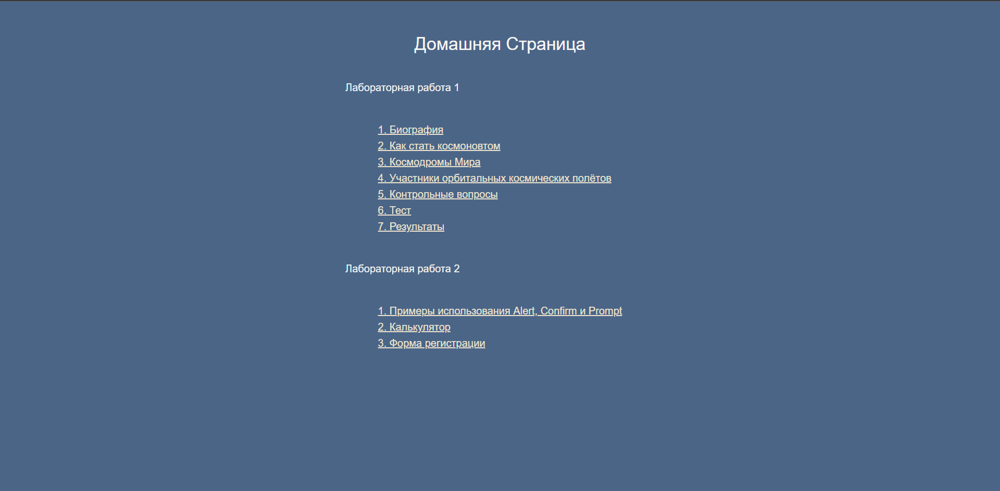 Домашняя Страница
Лабораторная работа 1
1. Биография
2. Как стать космоновтом
3. Космодромы Мира
4. Участники орбитальных космических полётов
5. Контрольные вопросы
6. Тест
7. Результаты
Лабораторная работа 2
1. Примеры использования Alert, Confirm и Prompt
2. Калькулятор
3. Форма регистрации